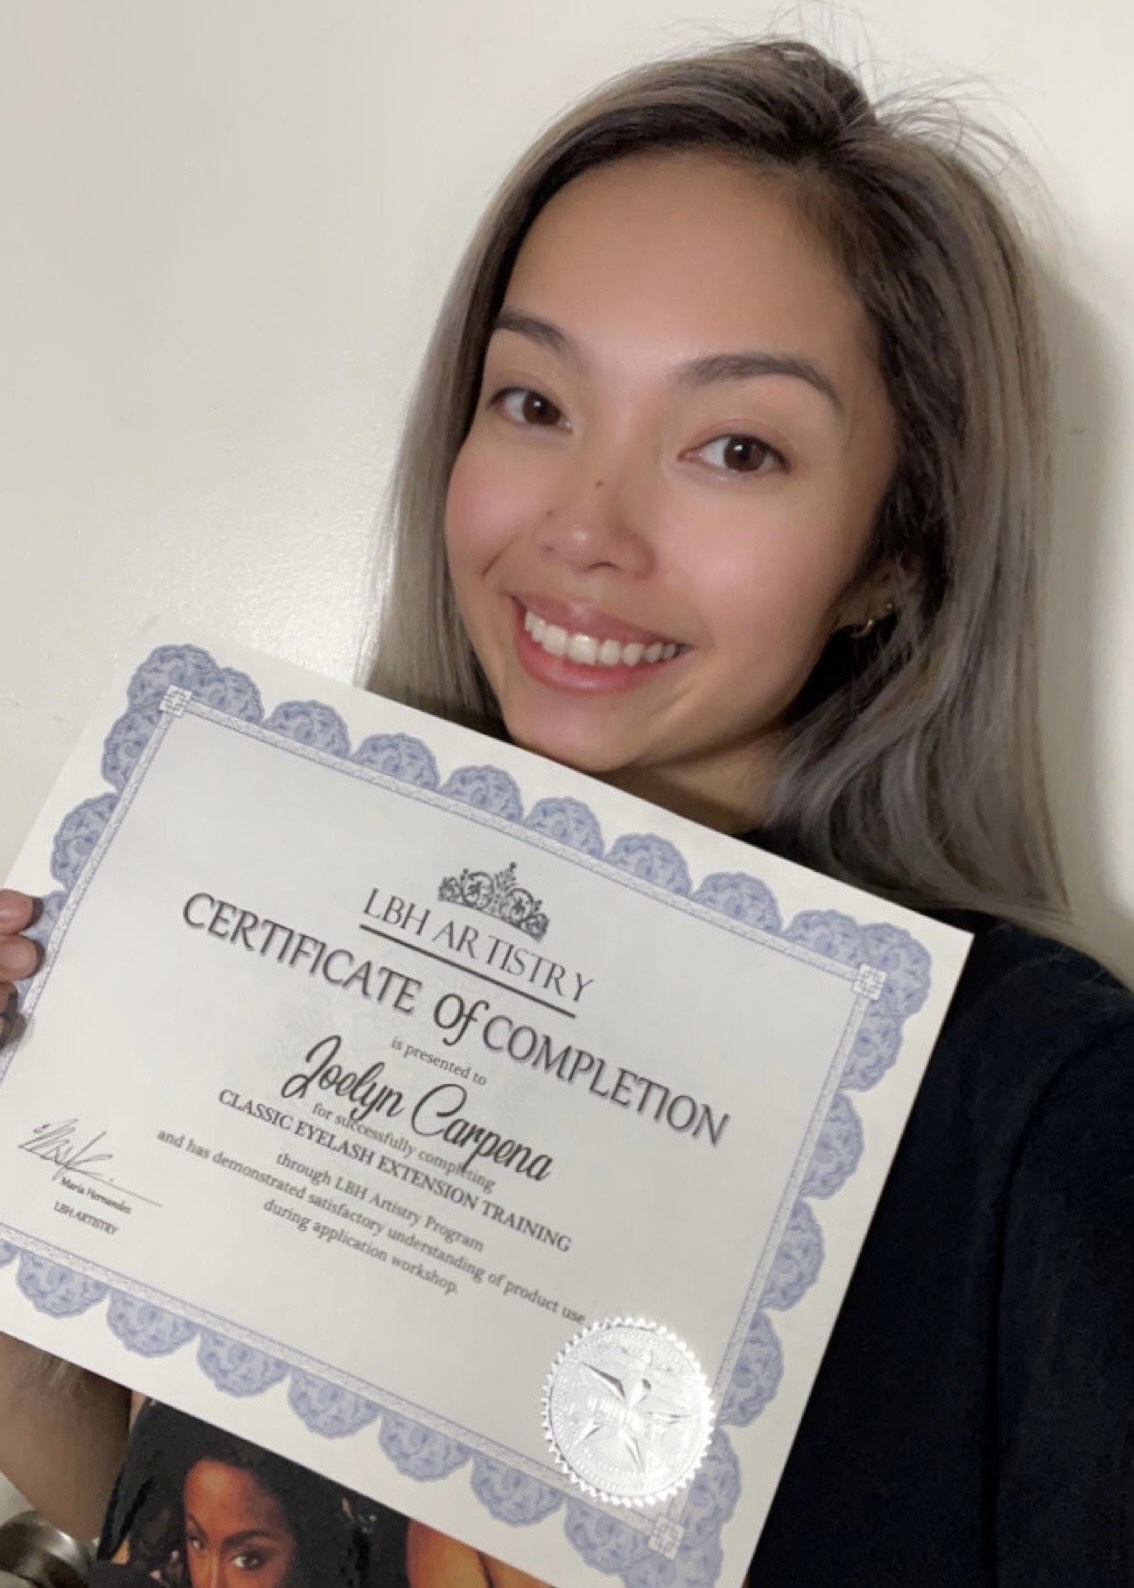 LBH ARTISTRY
CERTIFICATE of COMPLETION
is presented to
Joelyn Carpena
for successfully completing
CLASSIC EYELASH EXTENSION TRAINING
through LBH Artistry Program
and has demonstrated satisfactory understanding of product use
during application workshop.
Maria Hernandez
LBH ARTISTRY